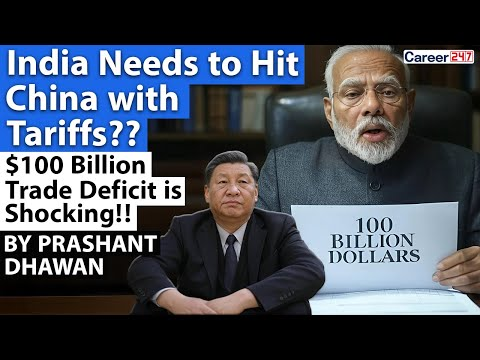 India Needs to Hit
China with
Tariffs??
$100 Billion
Trade Deficit is
Shocking!!
BY PRASHANT
DHAWAN
Career 247
100
BILLION
DOLLARS